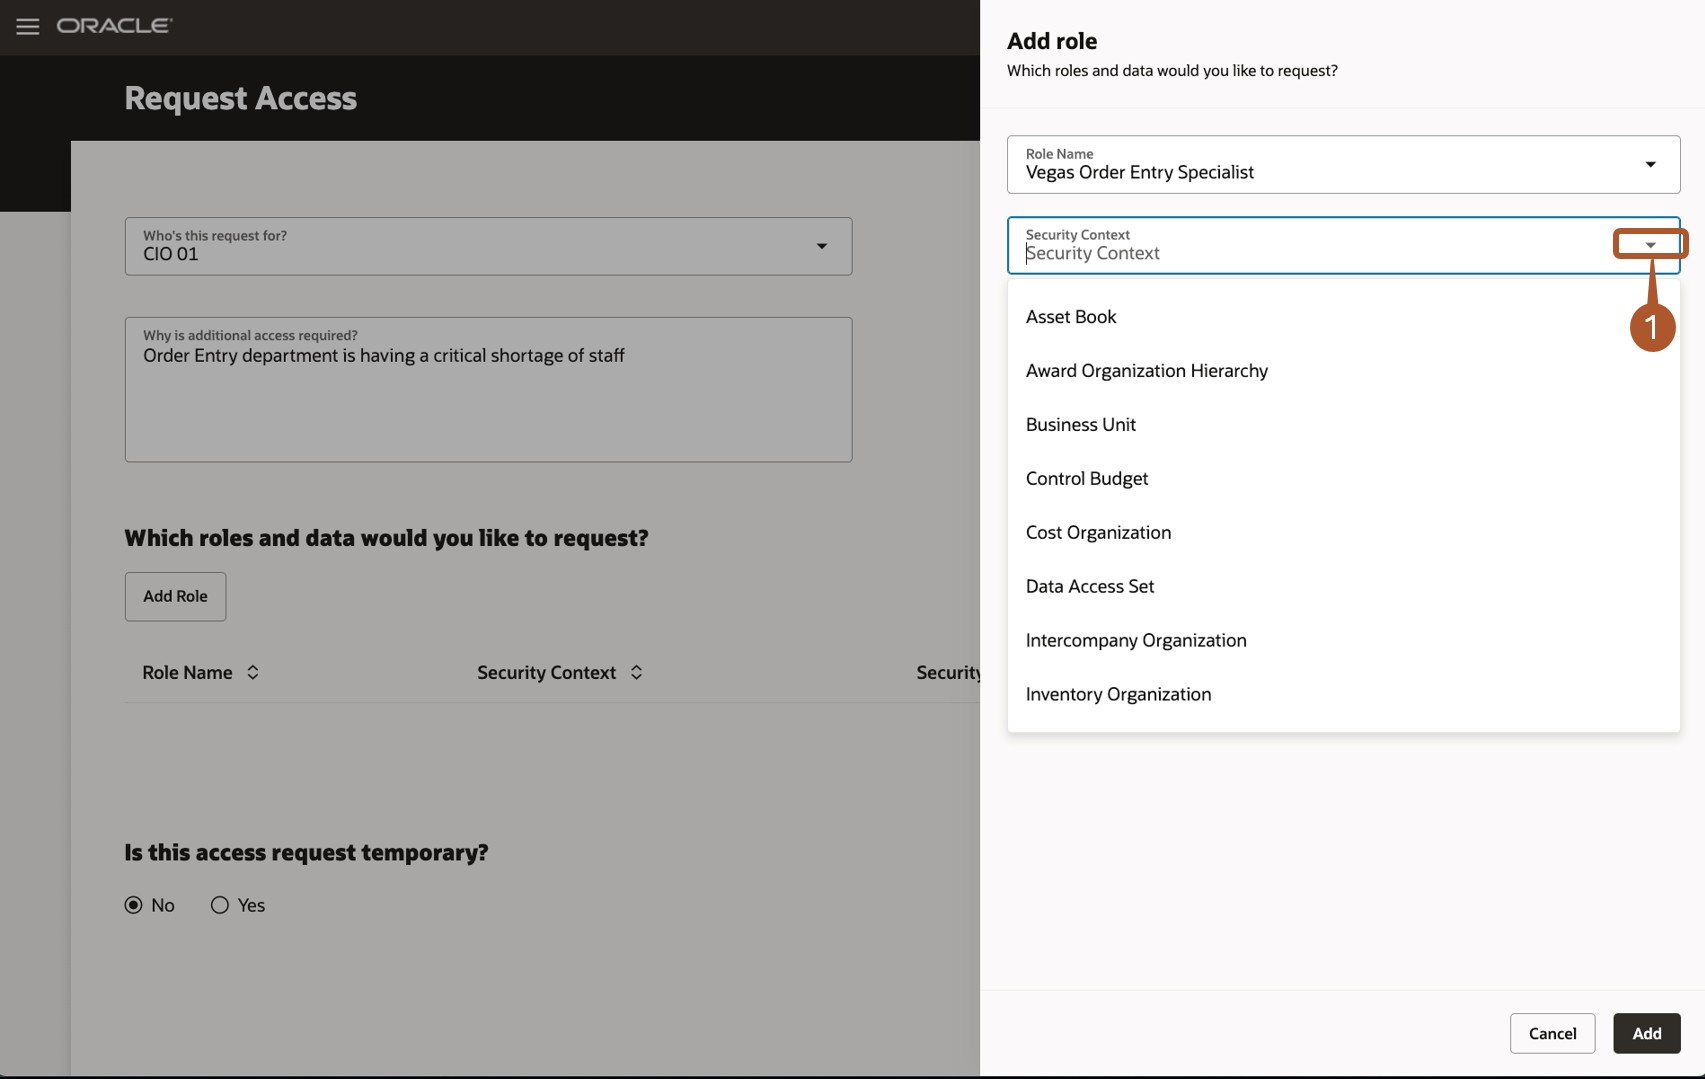 ORACLE
Request Access
Who's this request for?
CIO 01
Why is additional access required?
Order Entry department is having a critical shortage of staff
Which roles and data would you like to request?
Add Role
Role Name
Security Context
Security
Is this access request temporary?
No
Yes
Add role
Which roles and data would you like to request?
Role Name
Vegas Order Entry Specialist
Security Context
Security Context
1
Asset Book
Award Organization Hierarchy
Business Unit
Control Budget
Cost Organization
Data Access Set
Intercompany Organization
Inventory Organization
Cancel
Add